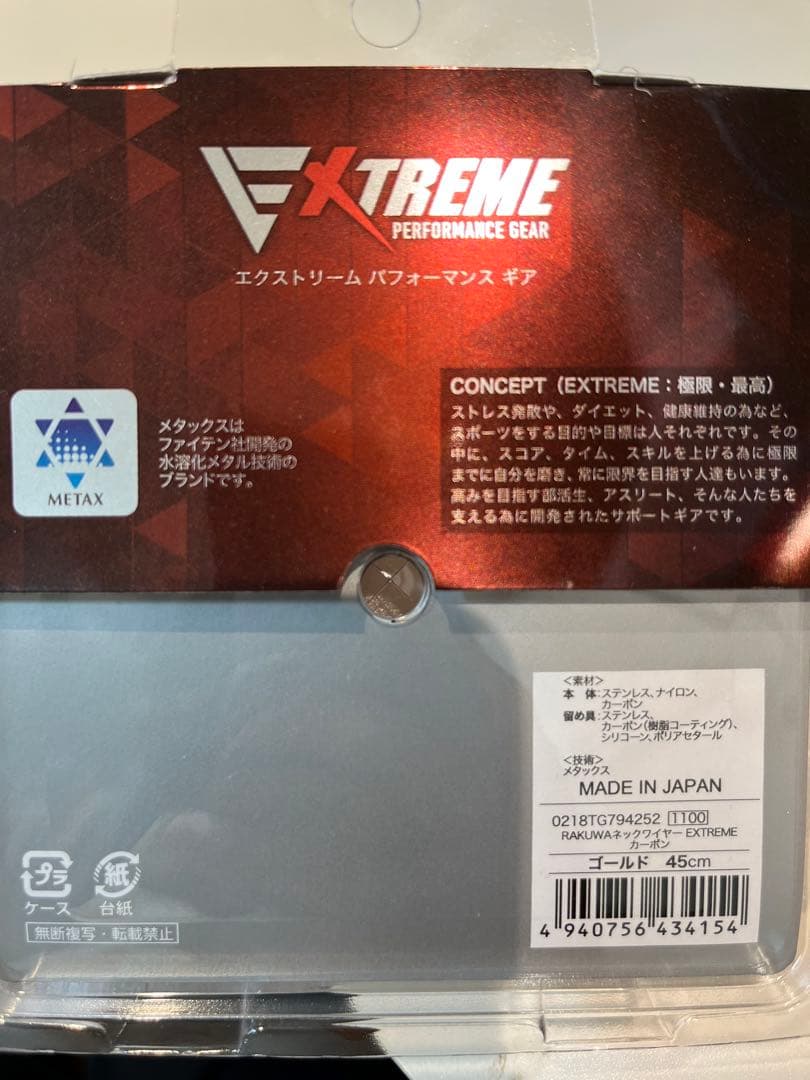 EXTREME
PERFORMANCE GEAR
エクストリーム パフォーマンス ギア
METAX
メタックスは
ファイテン社開発の
水溶化メタル技術の
ブランドです。
CONCEPT（EXTREME：極限・最高）
ストレス発散や、ダイエット、健康維持の為など、
スポーツをする目的や目標は人それぞれです。その
中に、スコア、タイム、スキルを上げる為に極限
までに自分を磨き、常に限界を目指す人達もいます。
高みを目指す部活生、アスリート、そんな人たちを
支える為に開発されたサポートギアです。
＜素材＞
本 体：ステンレス、ナイロン、
カーボン
留め具：ステンレス、
カーボン（樹脂コーティング）、
シリコーン、ポリアセタール
＜技術＞
メタックス
MADE IN JAPAN
0218TG794252 1100
RAKUWAネックワイヤー EXTREME
カーボン
ゴールド 45cm
4 940756 434154
プラ
ケース
紙
台紙
無断複写・転載禁止